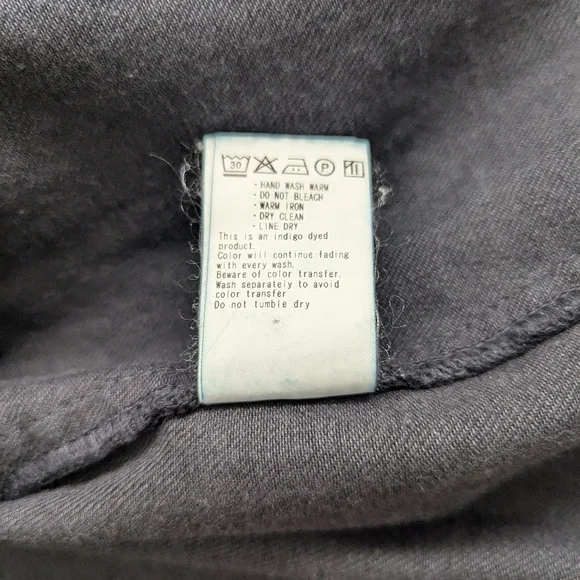 30
P
· HAND WASH WARM
· DO NOT BLEACH
· WARM IRON
· DRY CLEAN
· LINE DRY
This is an indigo dyed
product.
Color will continue fading
with every wash.
Beware of color transfer.
Wash separately to avoid
color transfer
Do not tumble dry